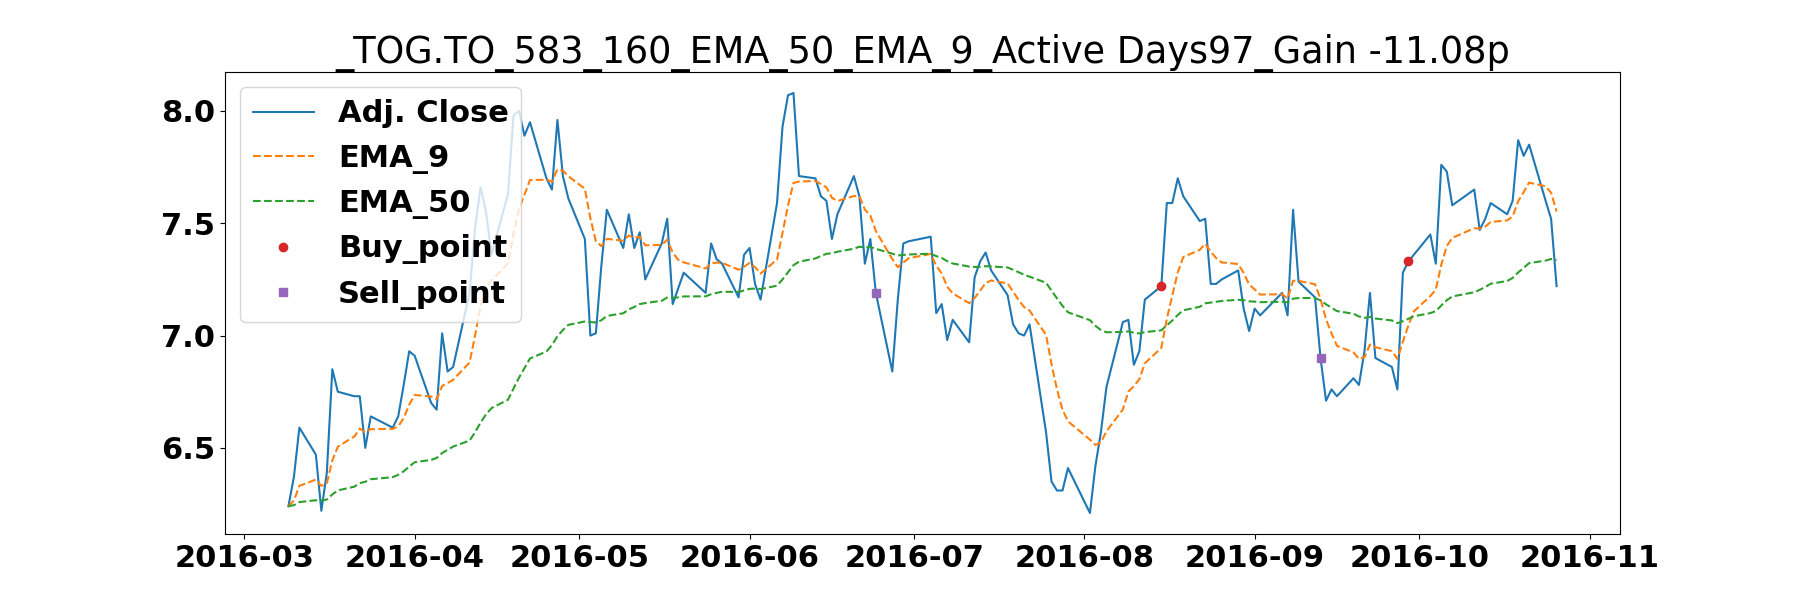 _TOG.TO_583_160_EMA_50_EMA_9_Active Days97_Gain -11.08p
8.0
7.5
7.0
6.5
Adj. Close
EMA_9
EMA_50
Buy_point
Sell_point
2016-03 2016-04 2016-05 2016-06 2016-07 2016-08 2016-09 2016-10 2016-11